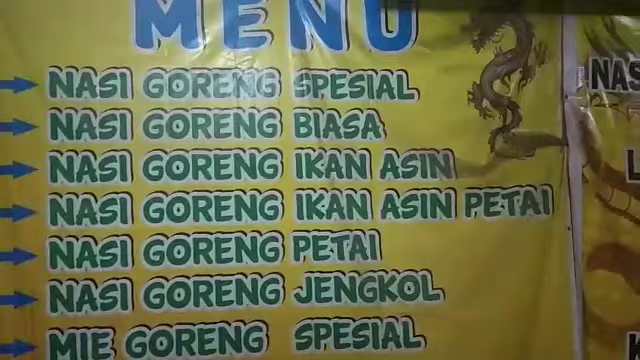 MENU
NASI GORENG SPESIAL
NASI GORENG BIASA
NASI GORENG IKAN ASIN
NASI GORENG IKAN ASIN PETAI
NASI GORENG PETAI
NASI GORENG JENGKOL
MIE GORENG SPESIAL
NAS